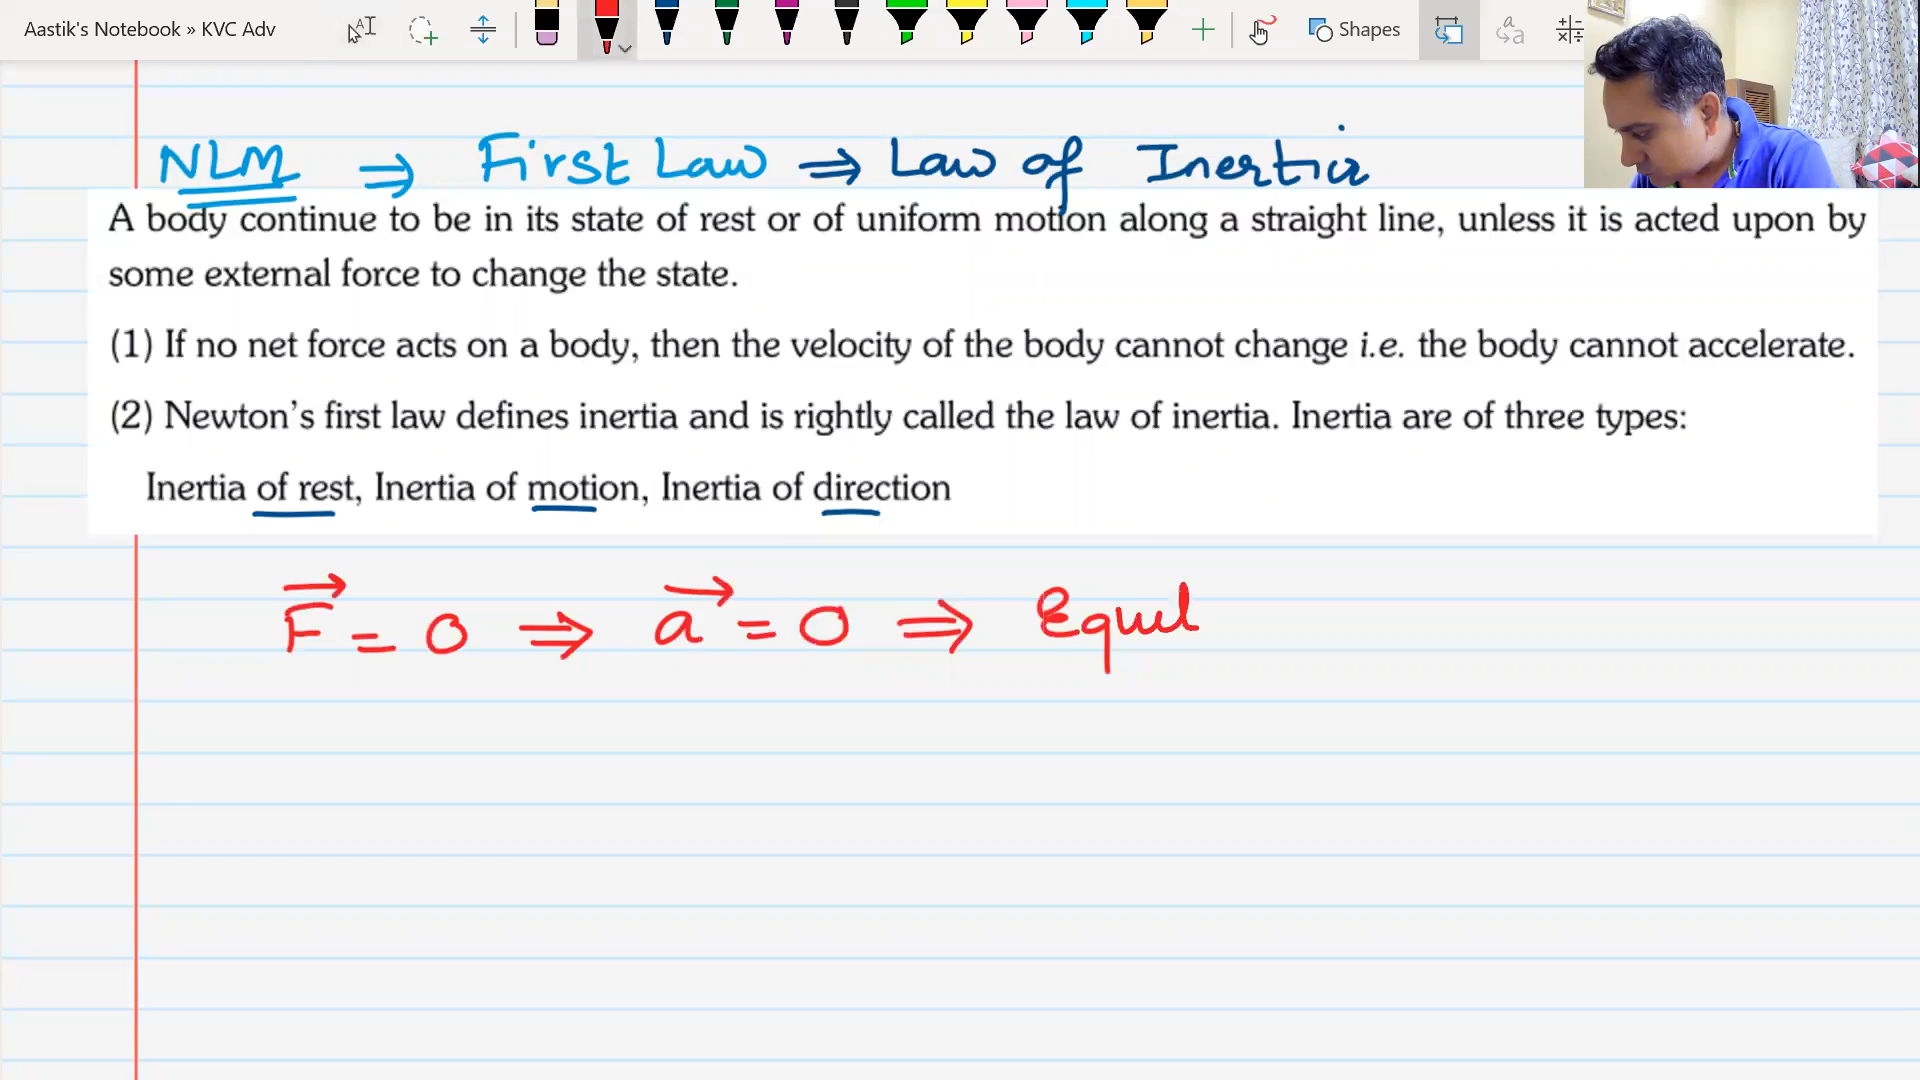 Aastik's Notebook » KVC Adv
Shapes
NLM ⇒ First Law ⇒ Law of Inertia
A body continue to be in its state of rest or of uniform motion along a straight line, unless it is acted upon by
some external force to change the state.
(1) If no net force acts on a body, then the velocity of the body cannot change i.e. the body cannot accelerate.
(2) Newton’s first law defines inertia and is rightly called the law of inertia. Inertia are of three types:
Inertia of rest, Inertia of motion, Inertia of direction
F⃗ = 0 ⇒ a⃗ = 0 ⇒ Equil